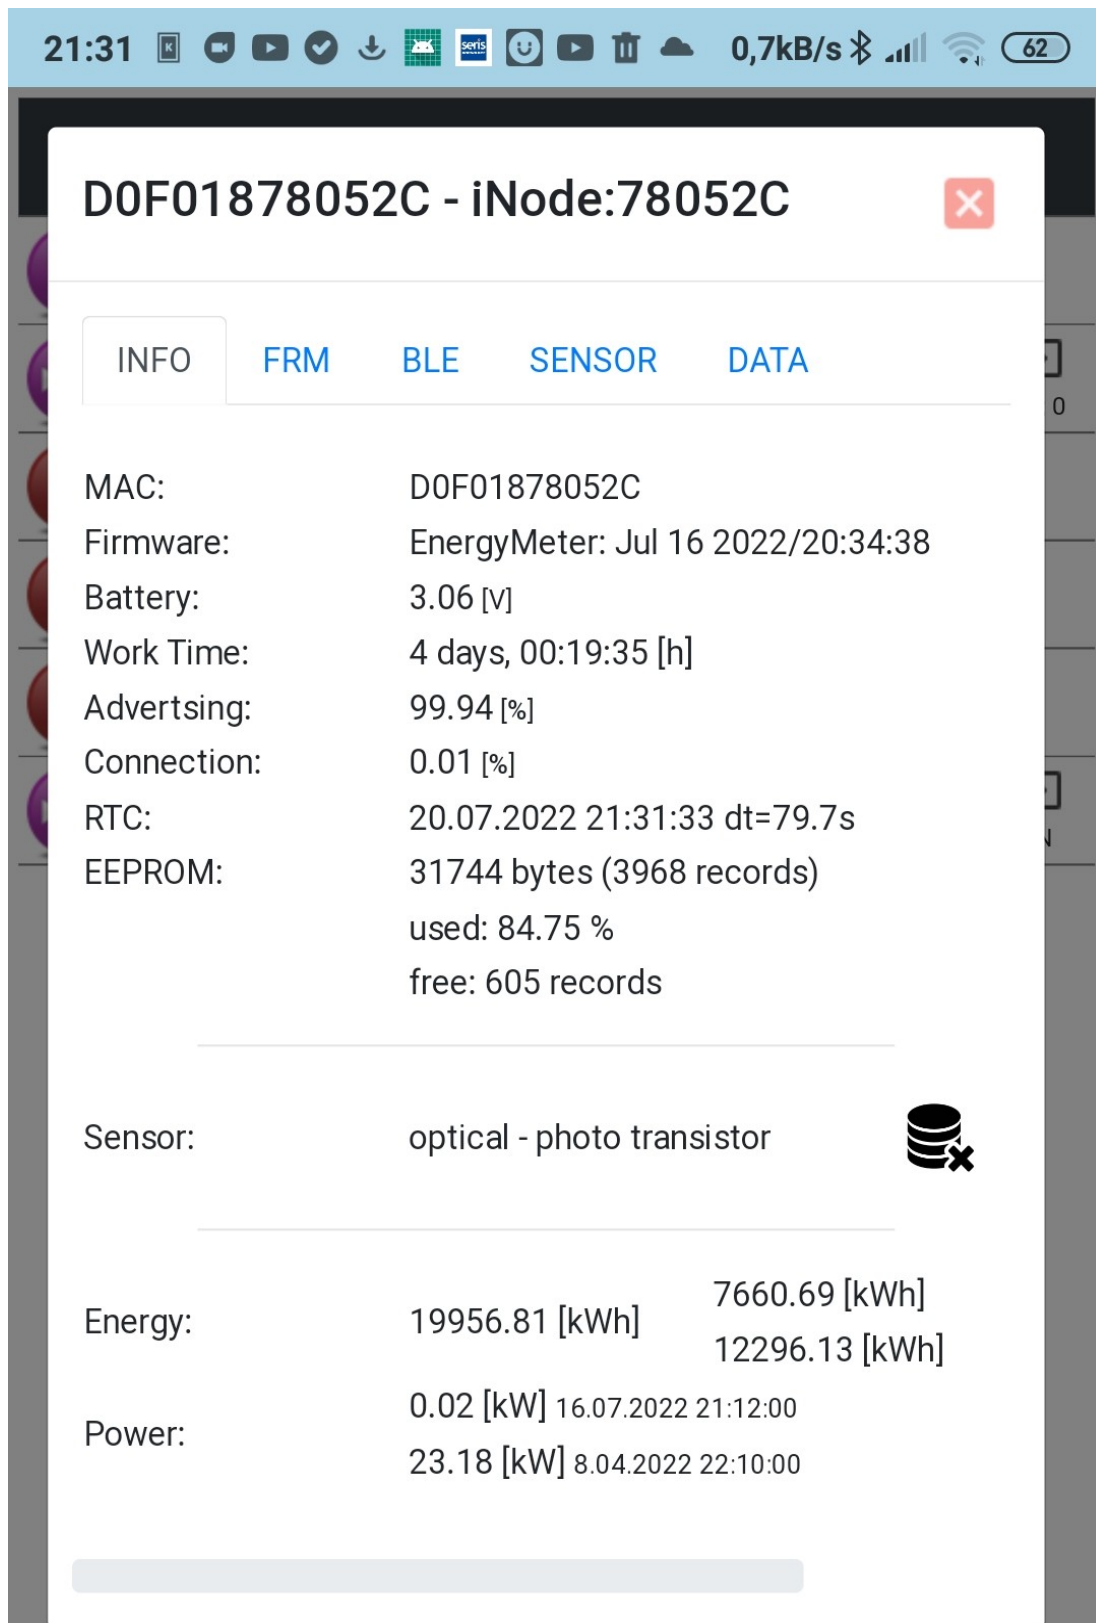 21:31 0,7kB/s 62
seris
D0F01878052C - iNode:78052C
INFO FRM BLE SENSOR DATA
0
MAC: D0F01878052C
Firmware: EnergyMeter: Jul 16 2022/20:34:38
Battery: 3.06 [V]
Work Time: 4 days, 00:19:35 [h]
Advertsing: 99.94 [%]
Connection: 0.01 [%]
RTC: 20.07.2022 21:31:33 dt=79.7s
EEPROM: 31744 bytes (3968 records)
used: 84.75 %
free: 605 records
Sensor: optical - photo transistor
Energy: 19956.81 [kWh] 7660.69 [kWh]
12296.13 [kWh]
Power: 0.02 [kW] 16.07.2022 21:12:00
23.18 [kW] 8.04.2022 22:10:00